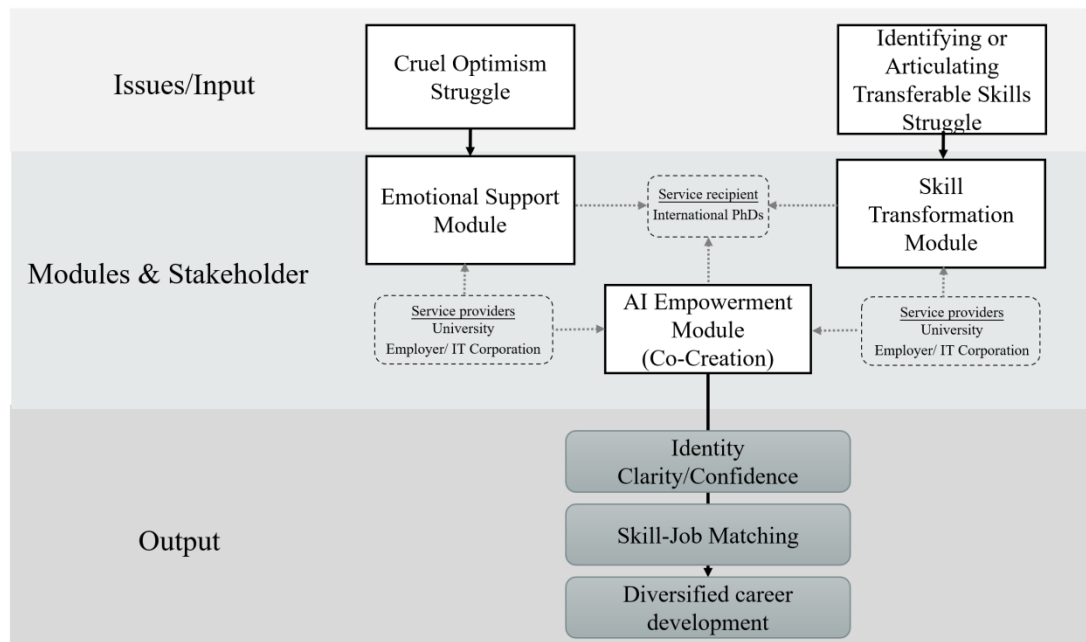 Issues/Input
Cruel Optimism
Struggle
Identifying or
Articulating
Transferable Skills
Struggle
Modules & Stakeholder
Emotional Support
Module
Service recipient
International PhDs
Skill
Transformation
Module
Service providers
University
Employer/ IT Corporation
AI Empowerment
Module
(Co-Creation)
Service providers
University
Employer/ IT Corporation
Output
Identity
Clarity/Confidence
Skill-Job Matching
Diversified career
development